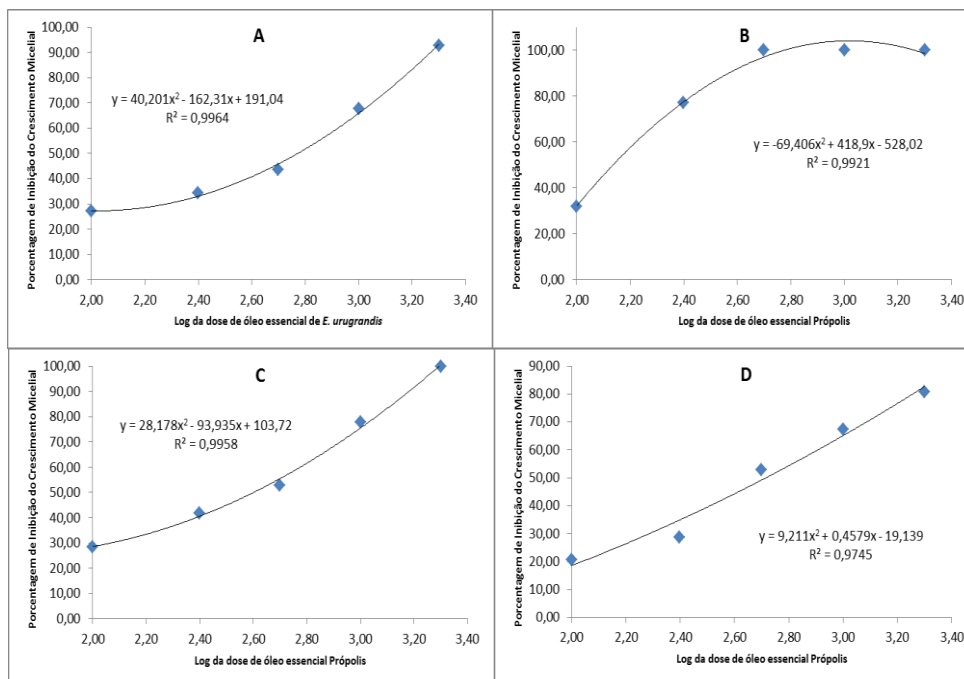 A
Porcentagem de Inibição do Crescimento Micelial
100,00
90,00
80,00
70,00
60,00
50,00
40,00
30,00
20,00
10,00
0,00
y = 40,201x² - 162,31x + 191,04
R² = 0,9964
2,00 2,20 2,40 2,60 2,80 3,00 3,20 3,40
Log da dose de óleo essencial de E. urugrandis
B
Porcentagem de Inibição do Crescimento Micelial
100,00
80,00
60,00
40,00
20,00
0,00
y = -69,406x² + 418,9x - 528,02
R² = 0,9921
2,00 2,20 2,40 2,60 2,80 3,00 3,20 3,40
Log da dose de óleo essencial Própolis
C
Porcentagem de Inibição do Crescimento Micelial
100,00
90,00
80,00
70,00
60,00
50,00
40,00
30,00
20,00
10,00
0,00
y = 28,178x² - 93,935x + 103,72
R² = 0,9958
2,00 2,20 2,40 2,60 2,80 3,00 3,20 3,40
Log da dose de óleo essencial Própolis
D
Porcentagem de Inibição do Crescimento Micelial
90,00
80,00
70,00
60,00
50,00
40,00
30,00
20,00
10,00
0,00
y = 9,211x² + 0,4579x - 19,139
R² = 0,9745
2,00 2,20 2,40 2,60 2,80 3,00 3,20 3,40
Log da dose de óleo essencial Própolis